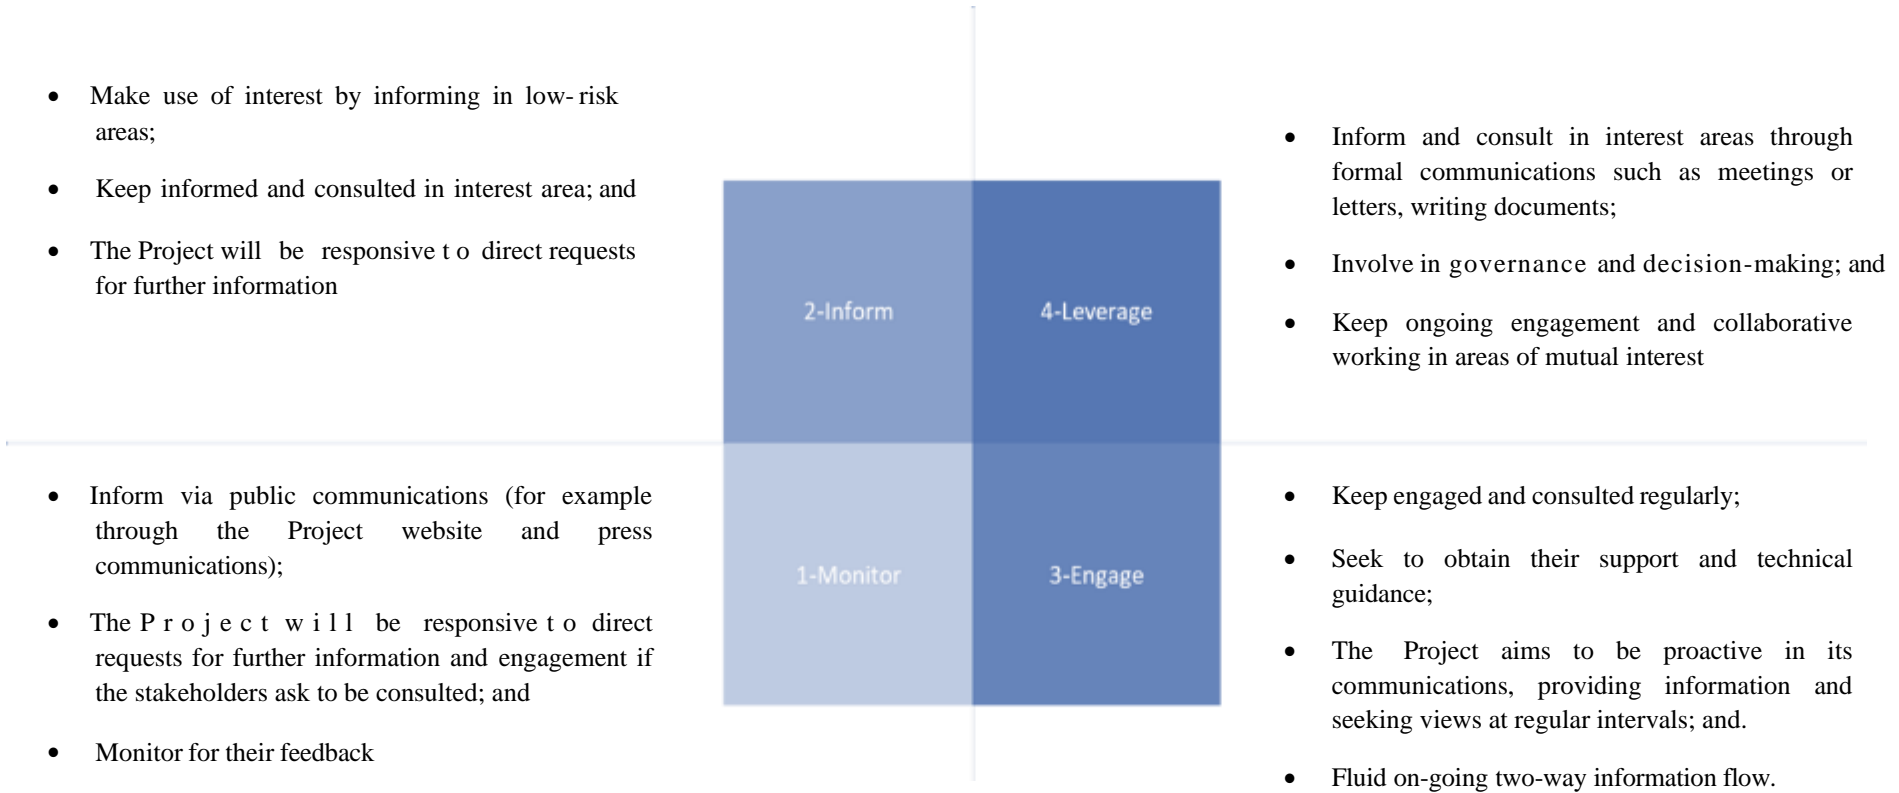 • Make use of interest by informing in low- risk
areas;
• Keep informed and consulted in interest area; and
• The Project will be responsive t o direct requests
for further information
2-Inform
4-Leverage
• Inform and consult in interest areas through
formal communications such as meetings or
letters, writing documents;
• Involve in governance and decision-making; and
• Keep ongoing engagement and collaborative
working in areas of mutual interest
• Inform via public communications (for example
through the Project website and press
communications);
• The P r o j e c t w i l l be responsive t o direct
requests for further information and engagement if
the stakeholders ask to be consulted; and
• Monitor for their feedback
1-Monitor
3-Engage
• Keep engaged and consulted regularly;
• Seek to obtain their support and technical
guidance;
• The Project aims to be proactive in its
communications, providing information and
seeking views at regular intervals; and.
• Fluid on-going two-way information flow.